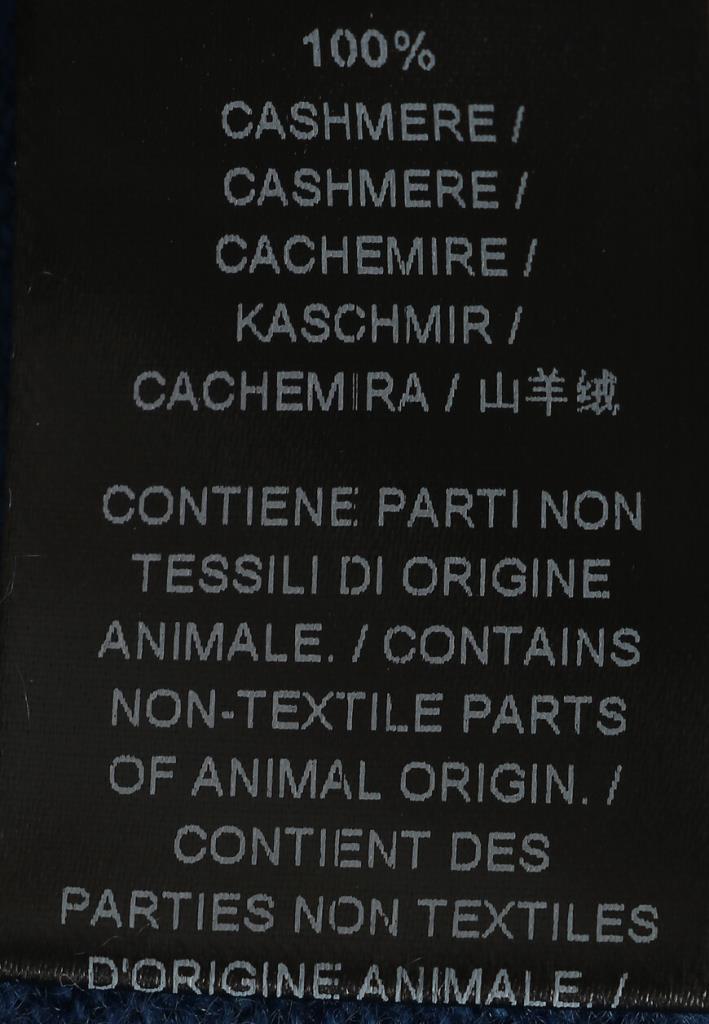 100%
CASHMERE /
CASHMERE /
CACHEMIRE /
KASCHMIR /
CACHEMIRA / 山羊绒
CONTIENE PARTI NON
TESSILI DI ORIGINE
ANIMALE. / CONTAINS
NON-TEXTILE PARTS
OF ANIMAL ORIGIN. /
CONTIENT DES
PARTIES NON TEXTILES
D'ORIGINE ANIMALE. /